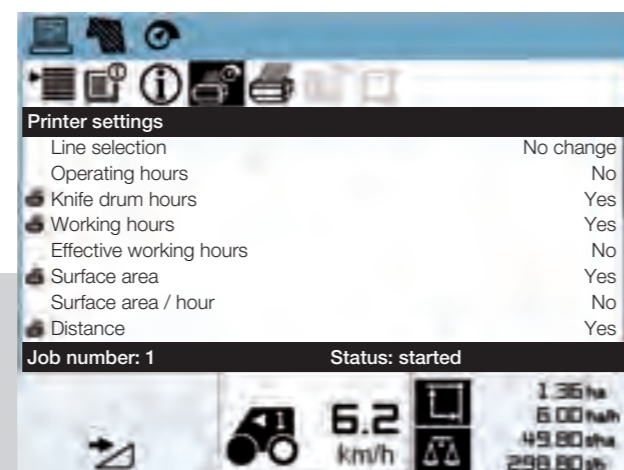 Printer settings
Line selection No change
Operating hours No
Knife drum hours Yes
Working hours Yes
Effective working hours No
Surface area Yes
Surface area / hour No
Distance Yes
Job number: 1 Status: started
1
6.2
km/h
1.36 ha
6.00 ha/h
49.80 t/ha
298.80 t/h